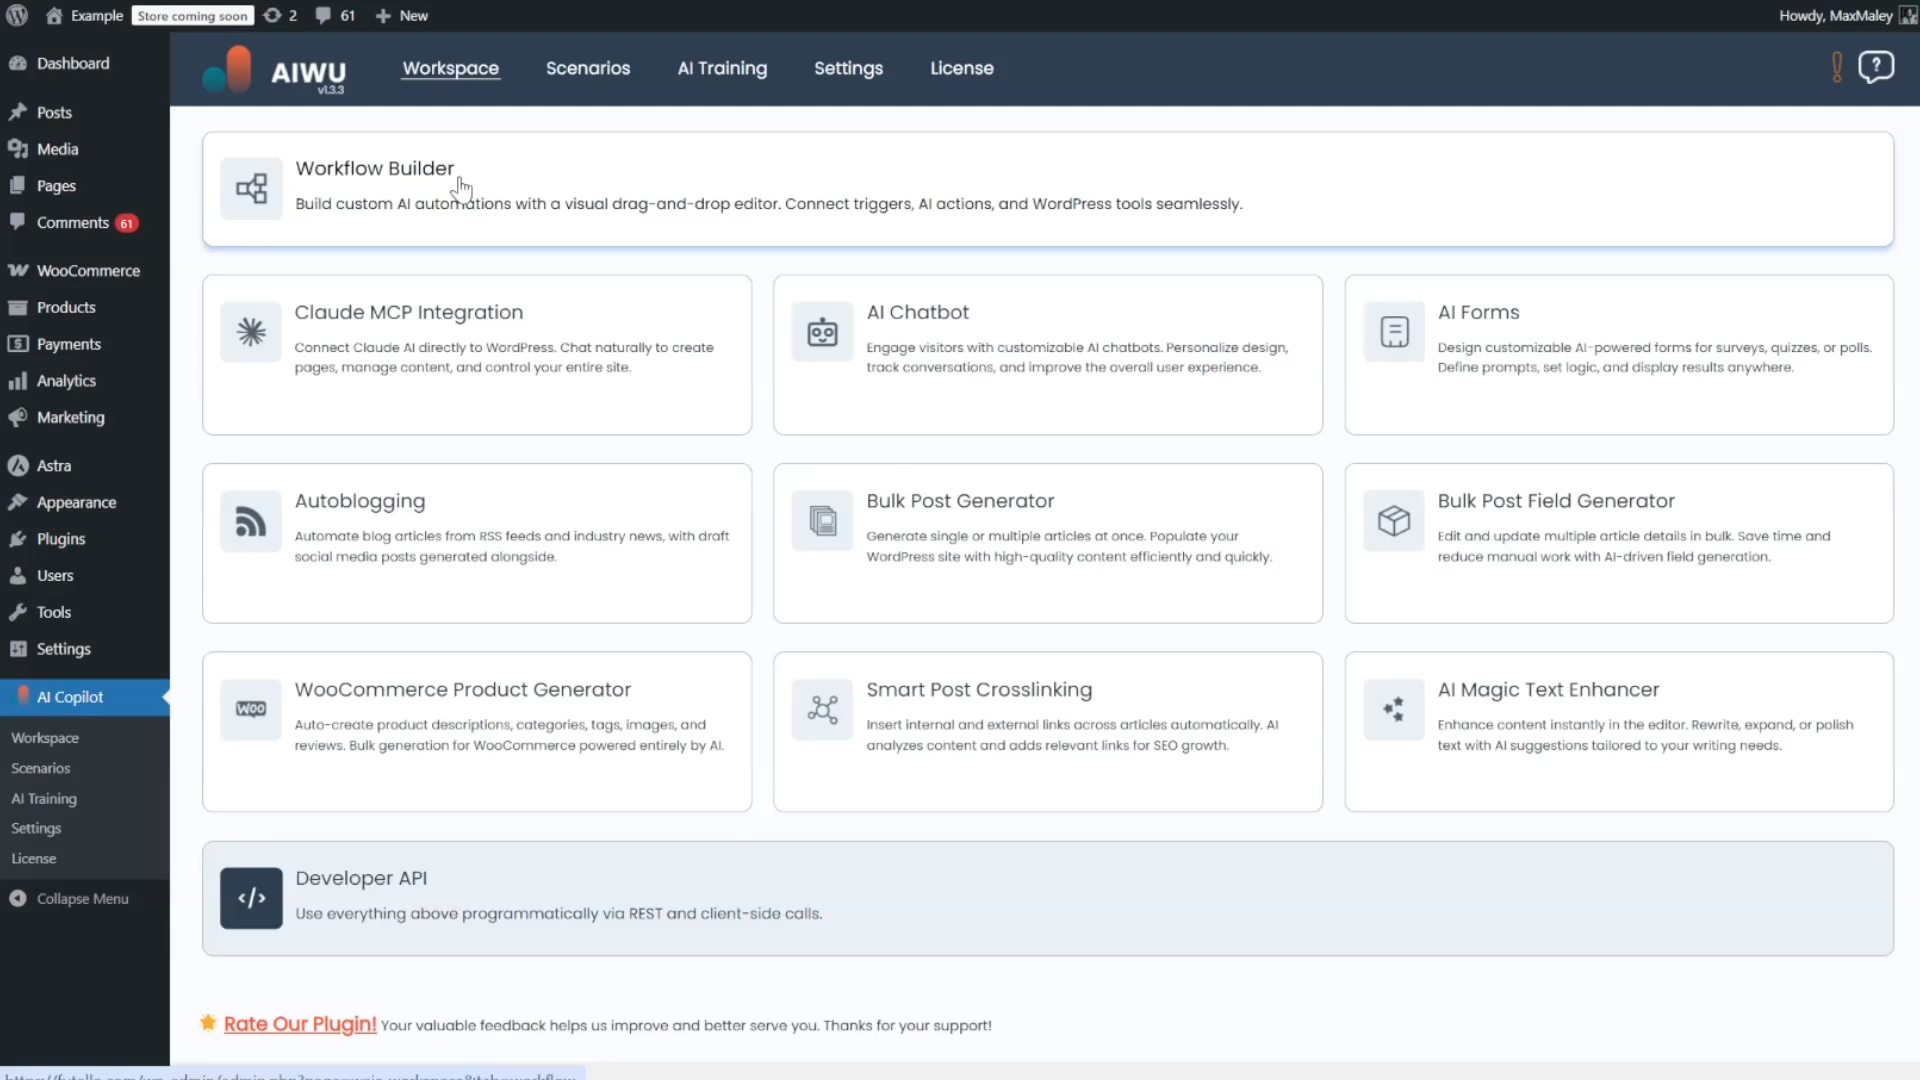 Example Store coming soon 2 61 New Howdy, MaxMaley
Dashboard
Posts
Media
Pages
Comments 61
WooCommerce
Products
Payments
Analytics
Marketing
Astra
Appearance
Plugins
Users
Tools
Settings
AI Copilot
Workspace
Scenarios
AI Training
Settings
License
Collapse Menu
AIWU
v1.3.3
Workspace Scenarios AI Training Settings License
Workflow Builder
Build custom AI automations with a visual drag-and-drop editor. Connect triggers, AI actions, and WordPress tools seamlessly.
Claude MCP Integration
Connect Claude AI directly to WordPress. Chat naturally to create
pages, manage content, and control your entire site.
AI Chatbot
Engage visitors with customizable AI chatbots. Personalize design,
track conversations, and improve the overall user experience.
AI Forms
Design customizable AI-powered forms for surveys, quizzes, or polls.
Define prompts, set logic, and display results anywhere.
Autoblogging
Automate blog articles from RSS feeds and industry news, with draft
social media posts generated alongside.
Bulk Post Generator
Generate single or multiple articles at once. Populate your
WordPress site with high-quality content efficiently and quickly.
Bulk Post Field Generator
Edit and update multiple article details in bulk. Save time and
reduce manual work with AI-driven field generation.
WOO
WooCommerce Product Generator
Auto-create product descriptions, categories, tags, images, and
reviews. Bulk generation for WooCommerce powered entirely by AI.
Smart Post Crosslinking
Insert internal and external links across articles automatically. AI
analyzes content and adds relevant links for SEO growth.
AI Magic Text Enhancer
Enhance content instantly in the editor. Rewrite, expand, or polish
text with AI suggestions tailored to your writing needs.
</>
Developer API
Use everything above programmatically via REST and client-side calls.
Rate Our Plugin! Your valuable feedback helps us improve and better serve you. Thanks for your support!